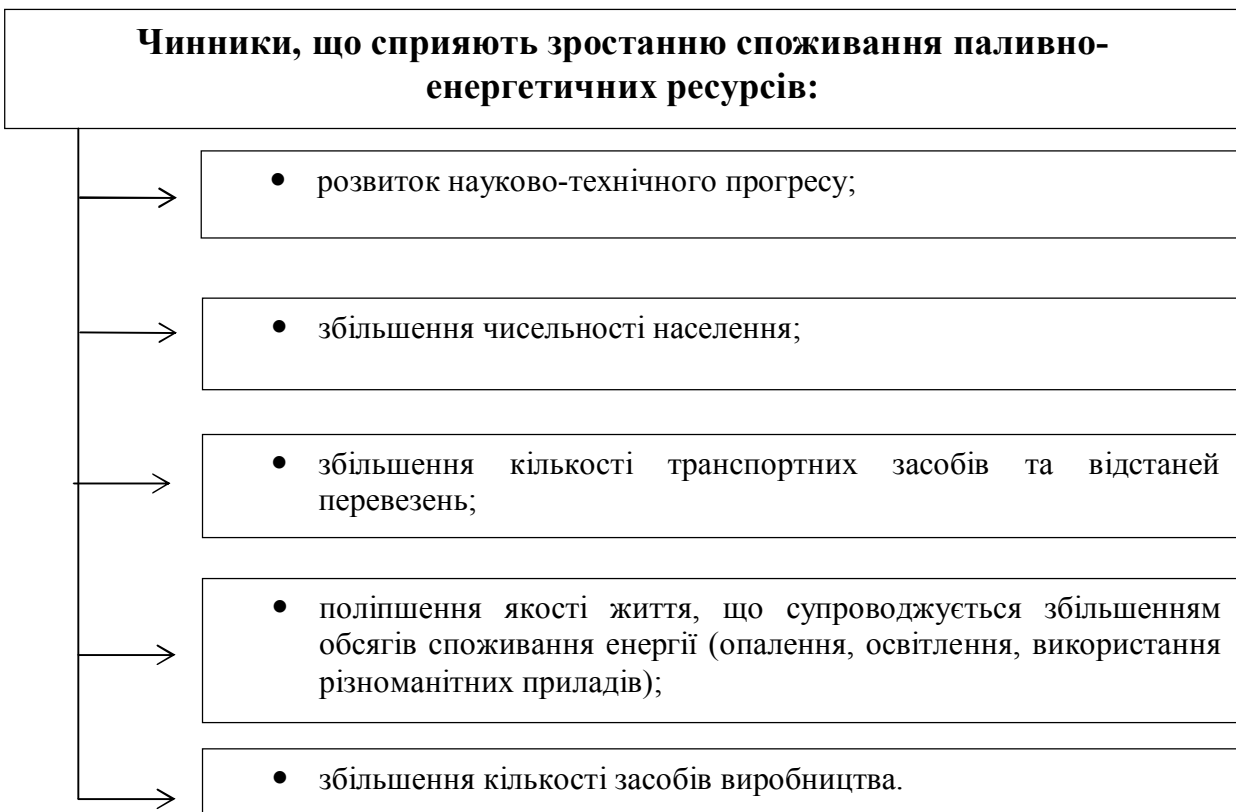 Чинники, що сприяють зростанню споживання паливно-
енергетичних ресурсів:
• розвиток науково-технічного прогресу;
• збільшення чисельності населення;
• збільшення кількості транспортних засобів та відстаней
перевезень;
• поліпшення якості життя, що супроводжується збільшенням
обсягів споживання енергії (опалення, освітлення, використання
різноманітних приладів);
• збільшення кількості засобів виробництва.